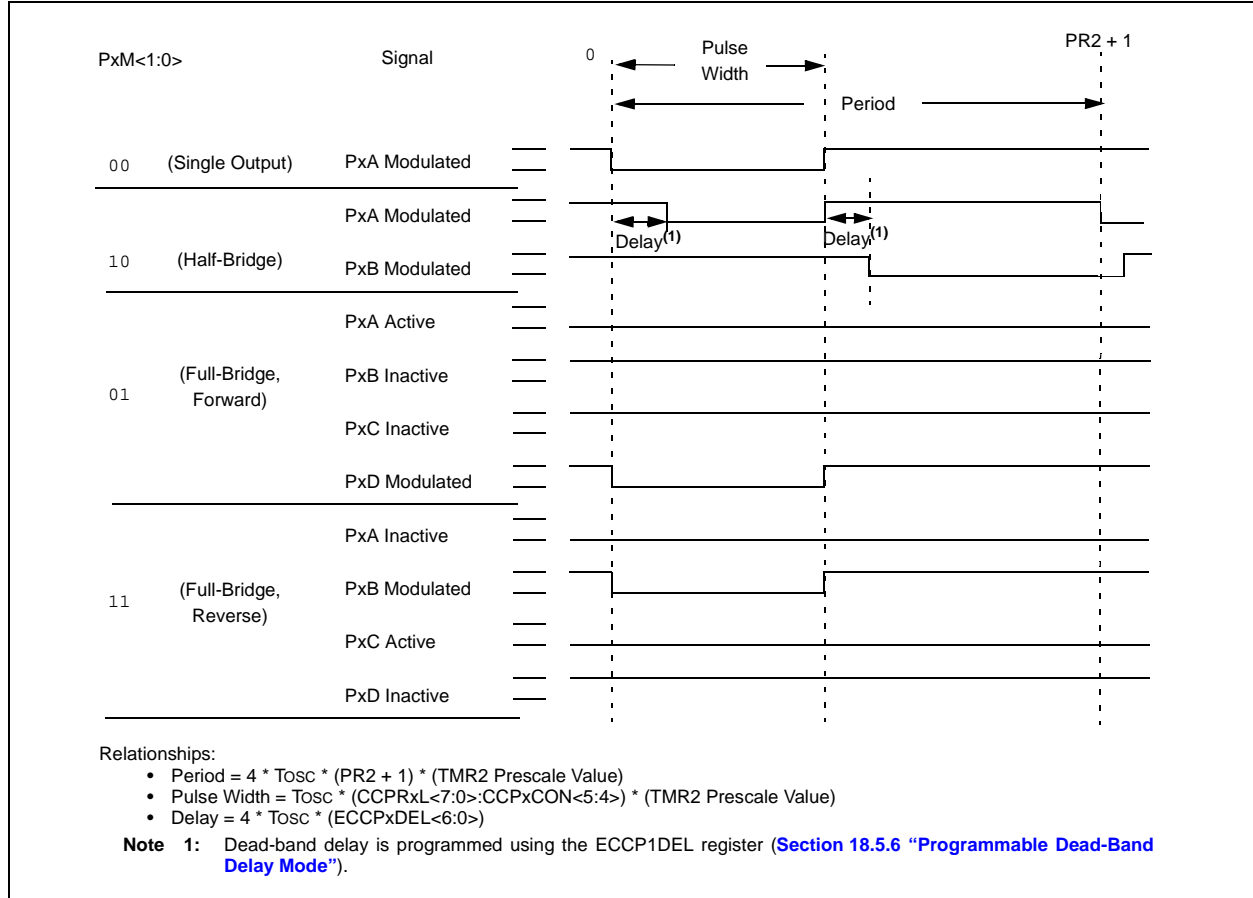 PxM<1:0>
Signal
0
Pulse
Width
PR2 + 1
Period
00
(Single Output)
PxA Modulated
PxA Modulated
Delay(1)
Delay(1)
10
(Half-Bridge)
PxB Modulated
PxA Active
(Full-Bridge,
Forward)
PxB Inactive
01
PxC Inactive
PxD Modulated
PxA Inactive
(Full-Bridge,
Reverse)
PxB Modulated
11
PxC Active
PxD Inactive
Relationships:
• Period = 4 * TOSC * (PR2 + 1) * (TMR2 Prescale Value)
• Pulse Width = TOSC * (CCPRxL<7:0>:CCPxCON<5:4>) * (TMR2 Prescale Value)
• Delay = 4 * TOSC * (ECCPxDEL<6:0>)
Note 1: Dead-band delay is programmed using the ECCP1DEL register (Section 18.5.6 “Programmable Dead-Band
Delay Mode”).